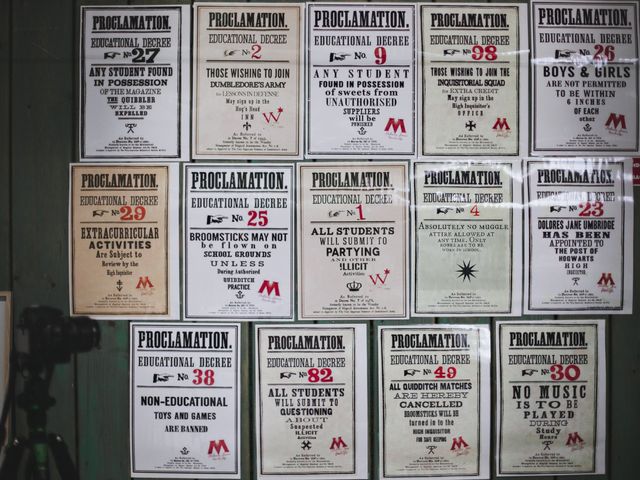 PROCLAMATION.
EDUCATIONAL DECREE
No. 27
ANY STUDENT FOUND
IN POSSESSION
OF THE MAGAZINE
THE QUIBBLER
WILL BE
EXPELLED
PROCLAMATION.
EDUCATIONAL DECREE
No. 2
THOSE WISHING TO JOIN
DUMBLEDORE'S ARMY
for LESSONS IN DEFENSE
May sign up in the
Hog's Head
INN
PROCLAMATION.
EDUCATIONAL DECREE
No. 9
ANY STUDENT
FOUND IN POSSESSION
of sweets from
UNAUTHORISED
SUPPLIERS
will be
PUNISHED
PROCLAMATION.
EDUCATIONAL DECREE
No. 98
THOSE WISHING TO JOIN THE
INQUISITORIAL SQUAD
for EXTRA CREDIT
May sign up in the
High Inquisitor's
OFFICE
PROCLAMATION.
EDUCATIONAL DECREE
No. 26
BOYS & GIRLS
ARE NOT PERMITTED
TO BE WITHIN
6 INCHES
OF EACH
other
PROCLAMATION.
EDUCATIONAL DECREE
No. 29
EXTRACURRICULAR
ACTIVITIES
Are Subject to
Review by the
High Inquisitor
PROCLAMATION.
EDUCATIONAL DECREE
No. 25
BROOMSTICKS MAY NOT
be flown on
SCHOOL GROUNDS
UNLESS
During Authorized
QUIDDITCH
PRACTICE
PROCLAMATION.
EDUCATIONAL DECREE
No. 1
ALL STUDENTS
WILL SUBMIT TO
PARTYING
AND OTHER
ILLICIT
Activities
PROCLAMATION.
EDUCATIONAL DECREE
No. 4
ABSOLUTELY NO MUGGLE
ATTIRE ALLOWED AT
ANY TIME. ONLY
ROBES ARE TO BE
WORN IN SCHOOL.
PROCLAMATION.
EDUCATIONAL DECREE
No. 23
DOLORES JANE UMBRIDGE
HAS BEEN
APPOINTED TO
THE POST OF
HOGWARTS
HIGH
INQUISITOR
PROCLAMATION.
EDUCATIONAL DECREE
No. 38
NON-EDUCATIONAL
TOYS AND GAMES
ARE BANNED
PROCLAMATION.
EDUCATIONAL DECREE
No. 82
ALL STUDENTS
WILL SUBMIT TO
QUESTIONING
ABOUT
Suspected
ILLICIT
Activities
PROCLAMATION.
EDUCATIONAL DECREE
No. 49
ALL QUIDDITCH MATCHES
ARE HEREBY
CANCELLED
BROOMSTICKS WILL BE
turned in to the
HIGH INQUISITOR
FOR SAFE KEEPING
PROCLAMATION.
EDUCATIONAL DECREE
No. 30
NO MUSIC
IS TO BE
PLAYED
DURING
Study
Hours